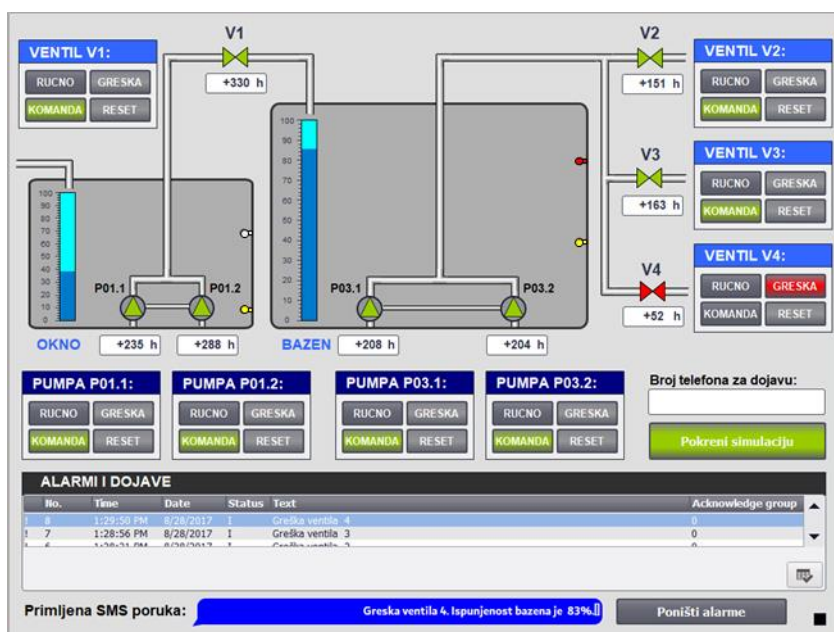 V1
V2
VENTIL V1:
RUCNO GRESKA
KOMANDA RESET
+330 h
VENTIL V2:
RUCNO GRESKA
KOMANDA RESET
+151 h
100
90
80
70
60
50
40
30
20
10
0
V3
VENTIL V3:
RUCNO GRESKA
KOMANDA RESET
+163 h
100
90
80
70
60
50
40
30
20
10
0
V4
VENTIL V4:
RUCNO GRESKA
KOMANDA RESET
+52 h
P01.1 P01.2
P03.1 P03.2
OKNO +235 h +288 h
BAZEN +208 h +204 h
PUMPA P01.1:
RUCNO GRESKA
KOMANDA RESET
PUMPA P01.2:
RUCNO GRESKA
KOMANDA RESET
PUMPA P03.1:
RUCNO GRESKA
KOMANDA RESET
PUMPA P03.2:
RUCNO GRESKA
KOMANDA RESET
Broj telefona za dojavu:
Pokreni simulaciju
ALARMI I DOJAVE
No. Time Date Status Text Acknowledge group
! 8 1:29:50 PM 8/28/2017 I Greška ventila 4 0
! 7 1:28:56 PM 8/28/2017 I Greška ventila 3 0
Primljena SMS poruka: Greska ventila 4. Ispunjenost bazena je 83%.
Poništi alarme